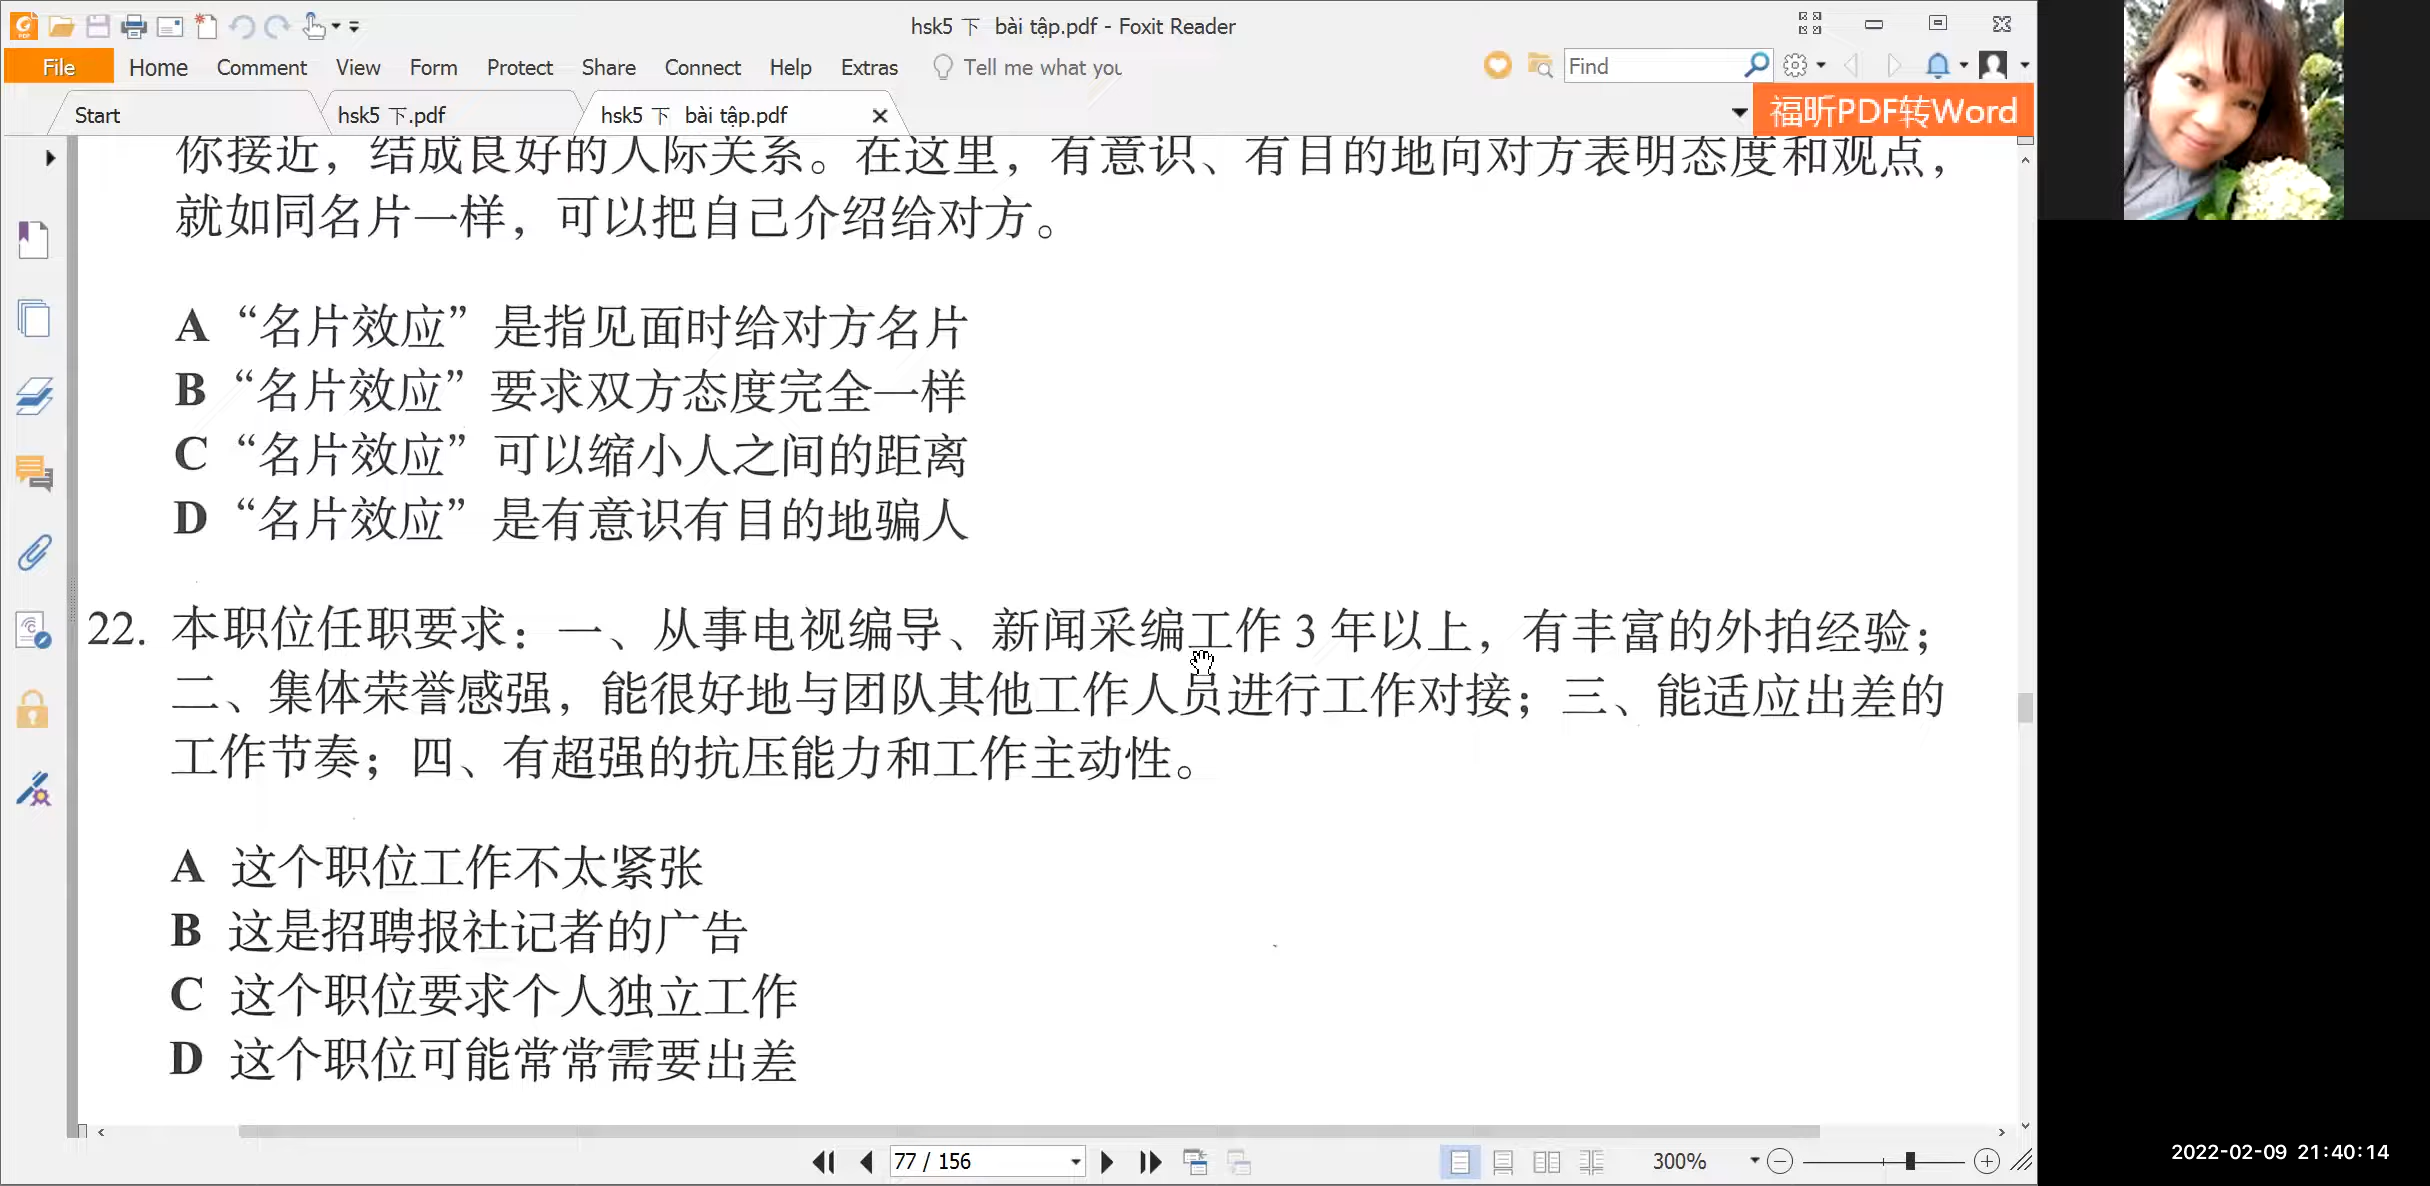 hsk5 下 bài tập.pdf - Foxit Reader
File Home Comment View Form Protect Share Connect Help Extras Tell me what you Find
福昕PDF转Word
Start hsk5 下.pdf hsk5 下 bài tập.pdf
你接近，结成良好的人际关系。在这里，有意识、有目的地向对方表明态度和观点，
就如同名片一样，可以把自己介绍给对方。
A “名片效应”是指见面时给对方名片
B “名片效应”要求双方态度完全一样
C “名片效应”可以缩小人之间的距离
D “名片效应”是有意识有目的地骗人
22. 本职位任职要求：一、从事电视编导、新闻采编工作3年以上，有丰富的外拍经验；
二、集体荣誉感强，能很好地与团队其他工作人员进行工作对接；三、能适应出差的
工作节奏；四、有超强的抗压能力和工作主动性。
A 这个职位工作不太紧张
B 这是招聘报社记者的广告
C 这个职位要求个人独立工作
D 这个职位可能常常需要出差
77 / 156 300%
2022-02-09 21:40:14